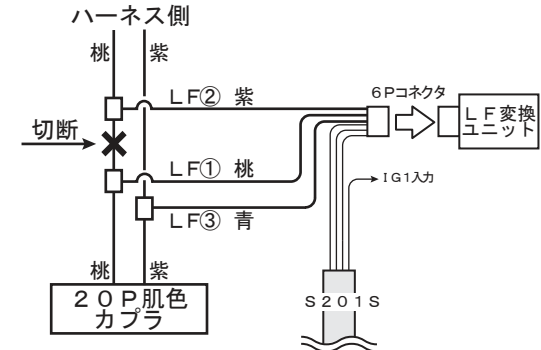 ハーネス側
桃 紫
LF② 紫
6Pコネクタ
LF変換
ユニット
切断
LF① 桃
IG1入力
LF③ 青
桃 紫
20P肌色
カプラ
S201S